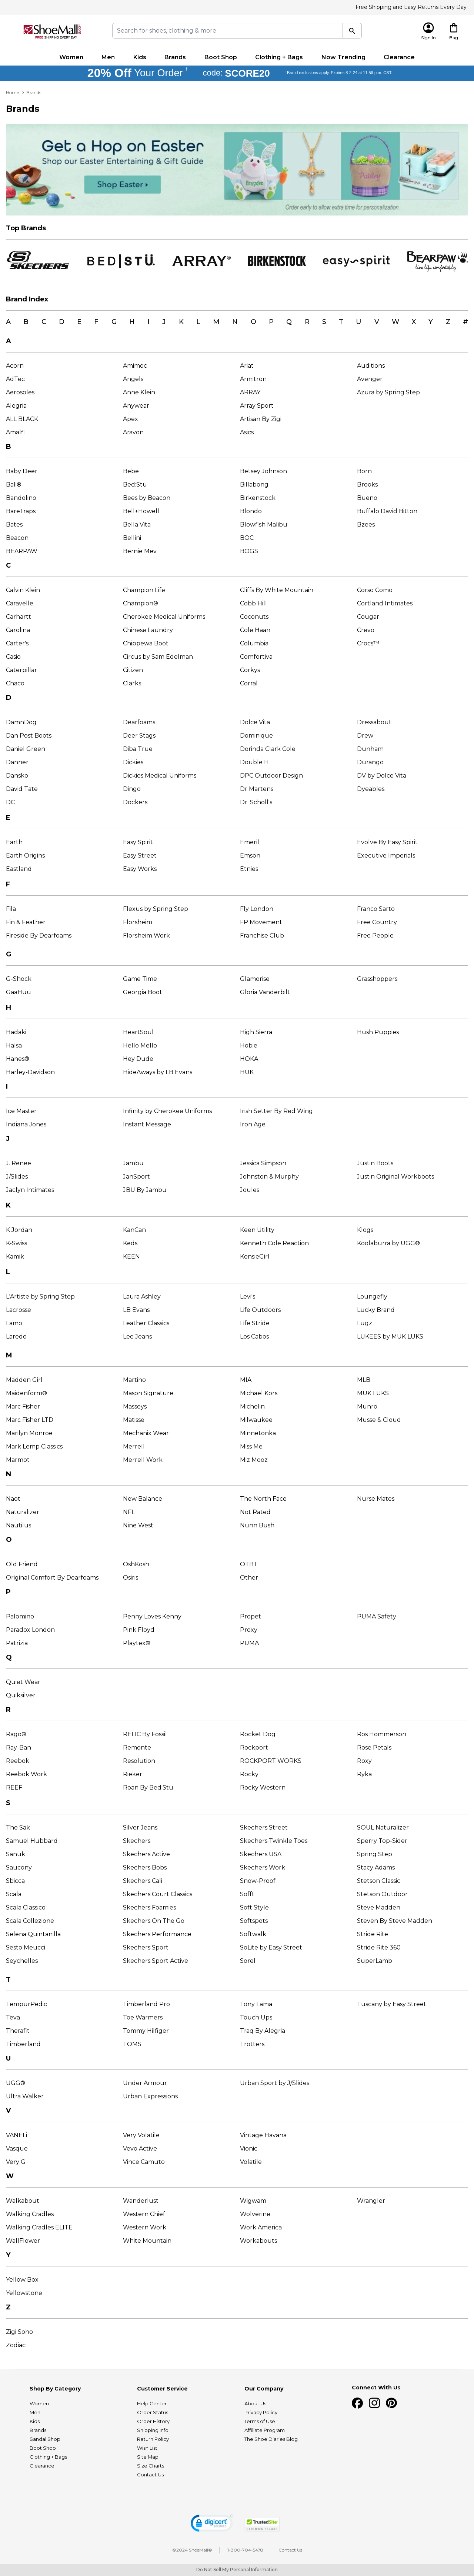 Free Shipping and Easy Returns Every Day
SHOEMALL
FREE SHIPPING EVERY DAY
Search for shoes, clothing & more
Sign In
Bag
Women Men Kids Brands Boot Shop Clothing + Bags Now Trending Clearance
20% Off Your Order † code: SCORE20
Home > Brands
Brands
Get a Hop on Easter
Shop our Easter Entertaining & Gift Guide
Shop Easter
Order early to allow extra time for personalization.
Top Brands
SKECHERS
BED|STÜ.
ARRAY®
BIRKENSTOCK
easy spirit
BEARPAW.
live life comfortably
Brand Index
A B C D E F G H I J K L M N O P Q R S T U V W X Y Z #
A
Acorn Amimoc Ariat Auditions
AdTec Angels Armitron Avenger
Aerosoles Anne Klein ARRAY Azura by Spring Step
Alegria Anywear Array Sport
ALL BLACK Apex Artisan By Zigi
Amalfi Aravon Asics
B
Baby Deer Bebe Betsey Johnson Born
Bali® Bed:Stu Billabong Brooks
Bandolino Bees by Beacon Birkenstock Bueno
BareTraps Bell+Howell Blondo Buffalo David Bitton
Bates Bella Vita Blowfish Malibu Bzees
Beacon Bellini BOC
BEARPAW Bernie Mev BOGS
C
Calvin Klein Champion Life Cliffs By White Mountain Corso Como
Caravelle Champion® Cobb Hill Cortland Intimates
Carhartt Cherokee Medical Uniforms Coconuts Cougar
Carolina Chinese Laundry Cole Haan Crevo
Carter's Chippewa Boot Columbia Crocs™
Casio Circus by Sam Edelman Comfortiva
Caterpillar Citizen Corkys
Chaco Clarks Corral
D
DamnDog Dearfoams Dolce Vita Dressabout
Dan Post Boots Deer Stags Dominique Drew
Daniel Green Diba True Dorinda Clark Cole Dunham
Danner Dickies Double H Durango
Dansko Dickies Medical Uniforms DPC Outdoor Design DV by Dolce Vita
David Tate Dingo Dr Martens Dyeables
DC Dockers Dr. Scholl's
E
Earth Easy Spirit Emeril Evolve By Easy Spirit
Earth Origins Easy Street Emson Executive Imperials
Eastland Easy Works Etnies
F
Fila Flexus by Spring Step Fly London Franco Sarto
Fin & Feather Florsheim FP Movement Free Country
Fireside By Dearfoams Florsheim Work Franchise Club Free People
G
G-Shock Game Time Glamorise Grasshoppers
GaaHuu Georgia Boot Gloria Vanderbilt
H
Hadaki HeartSoul High Sierra Hush Puppies
Halsa Hello Mello Hobie
Hanes® Hey Dude HOKA
Harley-Davidson HideAways by LB Evans HUK
I
Ice Master Infinity by Cherokee Uniforms Irish Setter By Red Wing
Indiana Jones Instant Message Iron Age
J
J. Renee Jambu Jessica Simpson Justin Boots
J/Slides JanSport Johnston & Murphy Justin Original Workboots
Jaclyn Intimates JBU By Jambu Joules
K
K Jordan KanCan Keen Utility Klogs
K-Swiss Keds Kenneth Cole Reaction Koolaburra by UGG®
Kamik KEEN KensieGirl
L
L'Artiste by Spring Step Laura Ashley Levi's Loungefly
Lacrosse LB Evans Life Outdoors Lucky Brand
Lamo Leather Classics Life Stride Lugz
Laredo Lee Jeans Los Cabos LUKEES by MUK LUKS
M
Madden Girl Martino MIA MLB
Maidenform® Mason Signature Michael Kors MUK LUKS
Marc Fisher Masseys Michelin Munro
Marc Fisher LTD Matisse Milwaukee Musse & Cloud
Marilyn Monroe Mechanix Wear Minnetonka
Mark Lemp Classics Merrell Miss Me
Marmot Merrell Work Miz Mooz
N
Naot New Balance The North Face Nurse Mates
Naturalizer NFL Not Rated
Nautilus Nine West Nunn Bush
O
Old Friend OshKosh OTBT
Original Comfort By Dearfoams Osiris Other
P
Palomino Penny Loves Kenny Propet PUMA Safety
Paradox London Pink Floyd Proxy
Patrizia Playtex® PUMA
Q
Quiet Wear
Quiksilver
R
Rago® RELIC By Fossil Rocket Dog Ros Hommerson
Ray-Ban Remonte Rockport Rose Petals
Reebok Resolution ROCKPORT WORKS Roxy
Reebok Work Rieker Rocky Ryka
REEF Roan By Bed:Stu Rocky Western
S
The Sak Silver Jeans Skechers Street SOUL Naturalizer
Samuel Hubbard Skechers Skechers Twinkle Toes Sperry Top-Sider
Sanuk Skechers Active Skechers USA Spring Step
Saucony Skechers Bobs Skechers Work Stacy Adams
Sbicca Skechers Cali Snow-Proof Stetson Classic
Scala Skechers Court Classics Sofft Stetson Outdoor
Scala Classico Skechers Foamies Soft Style Steve Madden
Scala Collezione Skechers On The Go Softspots Steven By Steve Madden
Selena Quintanilla Skechers Performance Softwalk Stride Rite
Sesto Meucci Skechers Sport SoLite by Easy Street Stride Rite 360
Seychelles Skechers Sport Active Sorel SuperLamb
T
TempurPedic Timberland Pro Tony Lama Tuscany by Easy Street
Teva Toe Warmers Touch Ups
Therafit Tommy Hilfiger Traq By Alegria
Timberland TOMS Trotters
U
UGG® Under Armour Urban Sport by J/Slides
Ultra Walker Urban Expressions
V
VANELi Very Volatile Vintage Havana
Vasque Vevo Active Vionic
Very G Vince Camuto Volatile
W
Walkabout Wanderlust Wigwam Wrangler
Walking Cradles Western Chief Wolverine
Walking Cradles ELITE Western Work Work America
WallFlower White Mountain Workabouts
Y
Yellow Box
Yellowstone
Z
Zigi Soho
Zodiac
Shop By Category Customer Service Our Company Connect With Us
Women Help Center About Us
Men Order Status Privacy Policy
Kids Order History Terms of Use
Brands Shipping Info Affiliate Program
Sandal Shop Return Policy The Shoe Diaries Blog
Boot Shop Wish List
Clothing + Bags Site Map
Clearance Size Charts
Contact Us
digicert
TrustedSite
CERTIFIED SECURE
©2024 ShoeMall® | 1-800-704-5478 | Contact Us
Do Not Sell My Personal Information